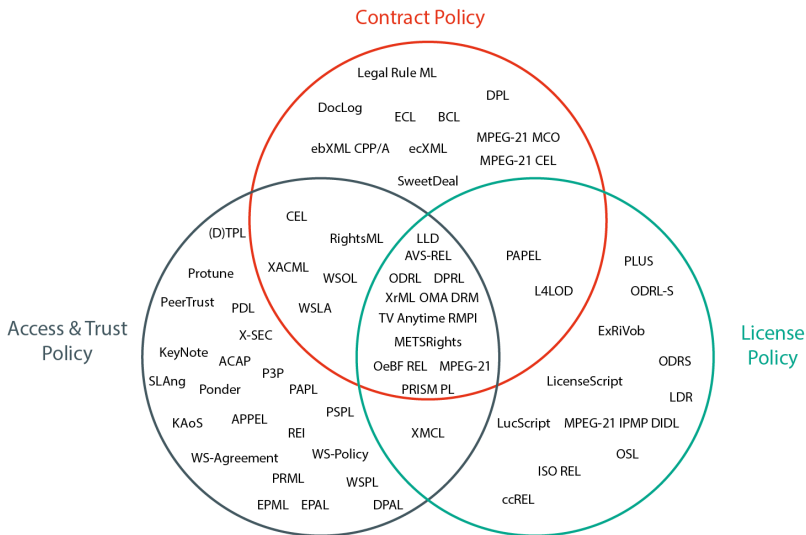 Contract Policy
Legal Rule ML
DPL
DocLog
ECL
BCL
MPEG-21 MCO
ebXML CPP/A
ecXML
MPEG-21 CEL
SweetDeal
CEL
(D)TPL
RightsML
LLD
AVS-REL
PAPEL
PLUS
Protune
XACML
WSOL
ODRL
DPRL
L4LOD
ODRL-S
PeerTrust
PDL
WSLA
XrML
OMA DRM
TV Anytime RMPI
Access & Trust
Policy
X-SEC
METSRights
ExRiVob
License
Policy
KeyNote
ACAP
P3P
OeBF REL
MPEG-21
ODRS
SLAng
Ponder
PAPL
PRISM PL
LicenseScript
LDR
KAoS
APPEL
PSPL
REI
XMCL
LucScript
MPEG-21 IPMP DIDL
WS-Agreement
WS-Policy
OSL
PRML
WSPL
ISO REL
EPML
EPAL
DPAL
ccREL